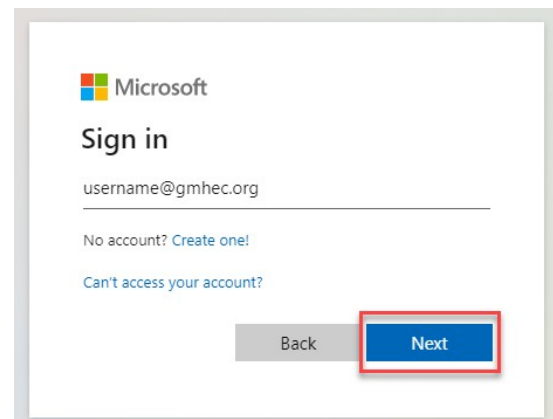 Microsoft
Sign in
username@gmhec.org
No account? Create one!
Can't access your account?
Back Next